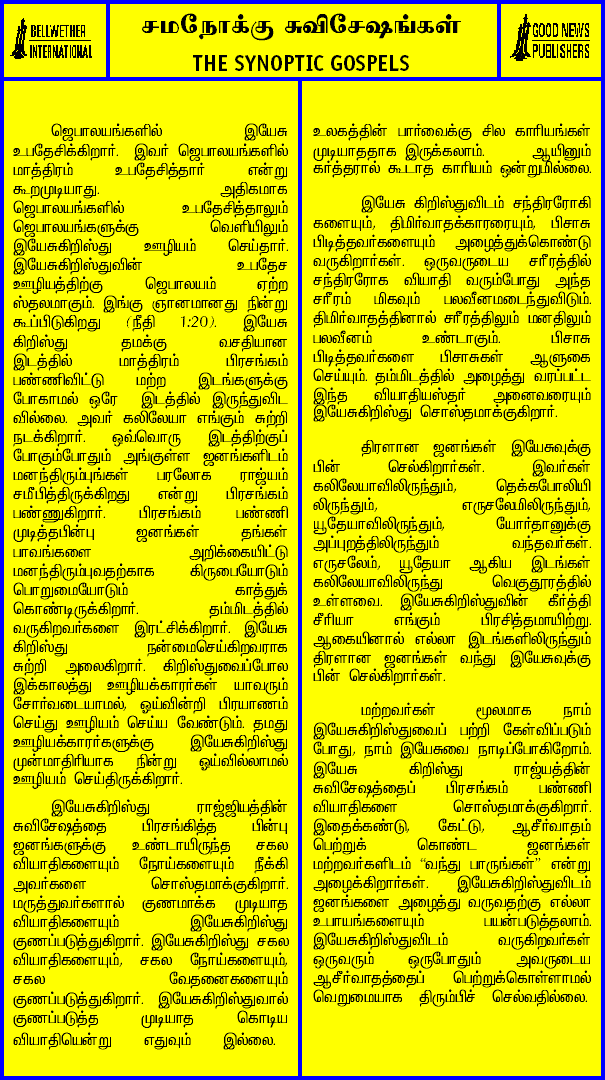 BELLWETHER
INTERNATIONAL
சமநோக்கு சுவிசேஷங்கள்
THE SYNOPTIC GOSPELS
GOOD NEWS
PUBLISHERS
ஜெபாலயங்களில் இயேசு
உபதேசிக்கிறார். இவர் ஜெபாலயங்களில்
மாத்திரம் உபதேசித்தார் என்று
கூறமுடியாது. அதிகமாக
ஜெபாலயங்களில் உபதேசித்தாலும்
ஜெபாலயங்களுக்கு வெளியிலும்
இயேசுகிறிஸ்து ஊழியம் செய்தார்.
இயேசுகிறிஸ்துவின் உபதேச
ஊழியத்திற்கு ஜெபாலயம் ஏற்ற
ஸ்தலமாகும். இங்கு ஞானமானது நின்று
கூப்பிடுகிறது (நீதி 1:20). இயேசு
கிறிஸ்து தமக்கு வசதியான
இடத்தில் மாத்திரம் பிரசங்கம்
பண்ணிவிட்டு மற்ற இடங்களுக்கு
போகாமல் ஒரே இடத்தில் இருந்துவிட
வில்லை. அவர் கலிலேயா எங்கும் சுற்றி
நடக்கிறார். ஒவ்வொரு இடத்திற்குப்
போகும்போதும் அங்குள்ள ஜனங்களிடம்
மனந்திரும்புங்கள் பரலோக ராஜ்யம்
சமீபித்திருக்கிறது என்று பிரசங்கம்
பண்ணுகிறார். பிரசங்கம் பண்ணி
முடித்தபின்பு ஜனங்கள் தங்கள்
பாவங்களை அறிக்கையிட்டு
மனந்திரும்புவதற்காக கிருபையோடும்
பொறுமையோடும் காத்துக்
கொண்டிருக்கிறார். தம்மிடத்தில்
வருகிறவர்களை இரட்சிக்கிறார். இயேசு
கிறிஸ்து நன்மைசெய்கிறவராக
சுற்றி அலைகிறார். கிறிஸ்துவைப்போல
இக்காலத்து ஊழியக்காரர்கள் யாவரும்
சோர்வடையாமல், ஓய்வின்றி பிரயாணம்
செய்து ஊழியம் செய்ய வேண்டும். தமது
ஊழியக்காரர்களுக்கு இயேசுகிறிஸ்து
முன்மாதிரியாக நின்று ஓய்வில்லாமல்
ஊழியம் செய்திருக்கிறார்.
இயேசுகிறிஸ்து ராஜ்ஜியத்தின்
சுவிசேஷத்தை பிரசங்கித்த பின்பு
ஜனங்களுக்கு உண்டாயிருந்த சகல
வியாதிகளையும் நோய்களையும் நீக்கி
அவர்களை சொஸ்தமாக்குகிறார்.
மருத்துவர்களால் குணமாக்க முடியாத
வியாதிகளையும் இயேசுகிறிஸ்து
குணப்படுத்துகிறார். இயேசுகிறிஸ்து சகல
வியாதிகளையும், சகல நோய்களையும்,
சகல வேதனைகளையும்
குணப்படுத்துகிறார். இயேசுகிறிஸ்துவால்
குணப்படுத்த முடியாத கொடிய
வியாதியென்று எதுவும் இல்லை.
உலகத்தின் பார்வைக்கு சில காரியங்கள்
முடியாததாக இருக்கலாம். ஆயினும்
கர்த்தரால் கூடாத காரியம் ஒன்றுமில்லை.
இயேசு கிறிஸ்துவிடம் சந்திரரோகி
களையும், திமிர்வாதக்காரரையும், பிசாசு
பிடித்தவர்களையும் அழைத்துக்கொண்டு
வருகிறார்கள். ஒருவருடைய சரீரத்தில்
சந்திரரோக வியாதி வரும்போது அந்த
சரீரம் மிகவும் பலவீனமடைந்துவிடும்.
திமிர்வாதத்தினால் சரீரத்திலும் மனதிலும்
பலவீனம் உண்டாகும். பிசாசு
பிடித்தவர்களை பிசாசுகள் ஆளுகை
செய்யும். தம்மிடத்தில் அழைத்து வரப்பட்ட
இந்த வியாதியஸ்தர் அனைவரையும்
இயேசுகிறிஸ்து சொஸ்தமாக்குகிறார்.
திரளான ஜனங்கள் இயேசுவுக்கு
பின் செல்கிறார்கள். இவர்கள்
கலிலேயாவிலிருந்தும், தெக்கபோலியி
லிருந்தும், எருசலேமிலிருந்தும்,
யூதேயாவிலிருந்தும், யோர்தானுக்கு
அப்புறத்திலிருந்தும் வந்தவர்கள்.
எருசலேம், யூதேயா ஆகிய இடங்கள்
கலிலேயாவிலிருந்து வெகுதூரத்தில்
உள்ளவை. இயேசுகிறிஸ்துவின் கீர்த்தி
சீரியா எங்கும் பிரசித்தமாயிற்று.
ஆகையினால் எல்லா இடங்களிலிருந்தும்
திரளான ஜனங்கள் வந்து இயேசுவுக்கு
பின் செல்கிறார்கள்.
மற்றவர்கள் மூலமாக நாம்
இயேசுகிறிஸ்துவைப் பற்றி கேள்விப்படும்
போது, நாம் இயேசுவை நாடிப்போகிறோம்.
இயேசு கிறிஸ்து ராஜ்யத்தின்
சுவிசேஷத்தைப் பிரசங்கம் பண்ணி
வியாதிகளை சொஸ்தமாக்குகிறார்.
இதைக்கண்டு, கேட்டு, ஆசீர்வாதம்
பெற்றுக் கொண்ட ஜனங்கள்
மற்றவர்களிடம் “வந்து பாருங்கள்” என்று
அழைக்கிறார்கள். இயேசுகிறிஸ்துவிடம்
ஜனங்களை அழைத்து வருவதற்கு எல்லா
உபாயங்களையும் பயன்படுத்தலாம்.
இயேசுகிறிஸ்துவிடம் வருகிறவர்கள்
ஒருவரும் ஒருபோதும் அவருடைய
ஆசீர்வாதத்தைப் பெற்றுக்கொள்ளாமல்
வெறுமையாக திரும்பிச் செல்வதில்லை.